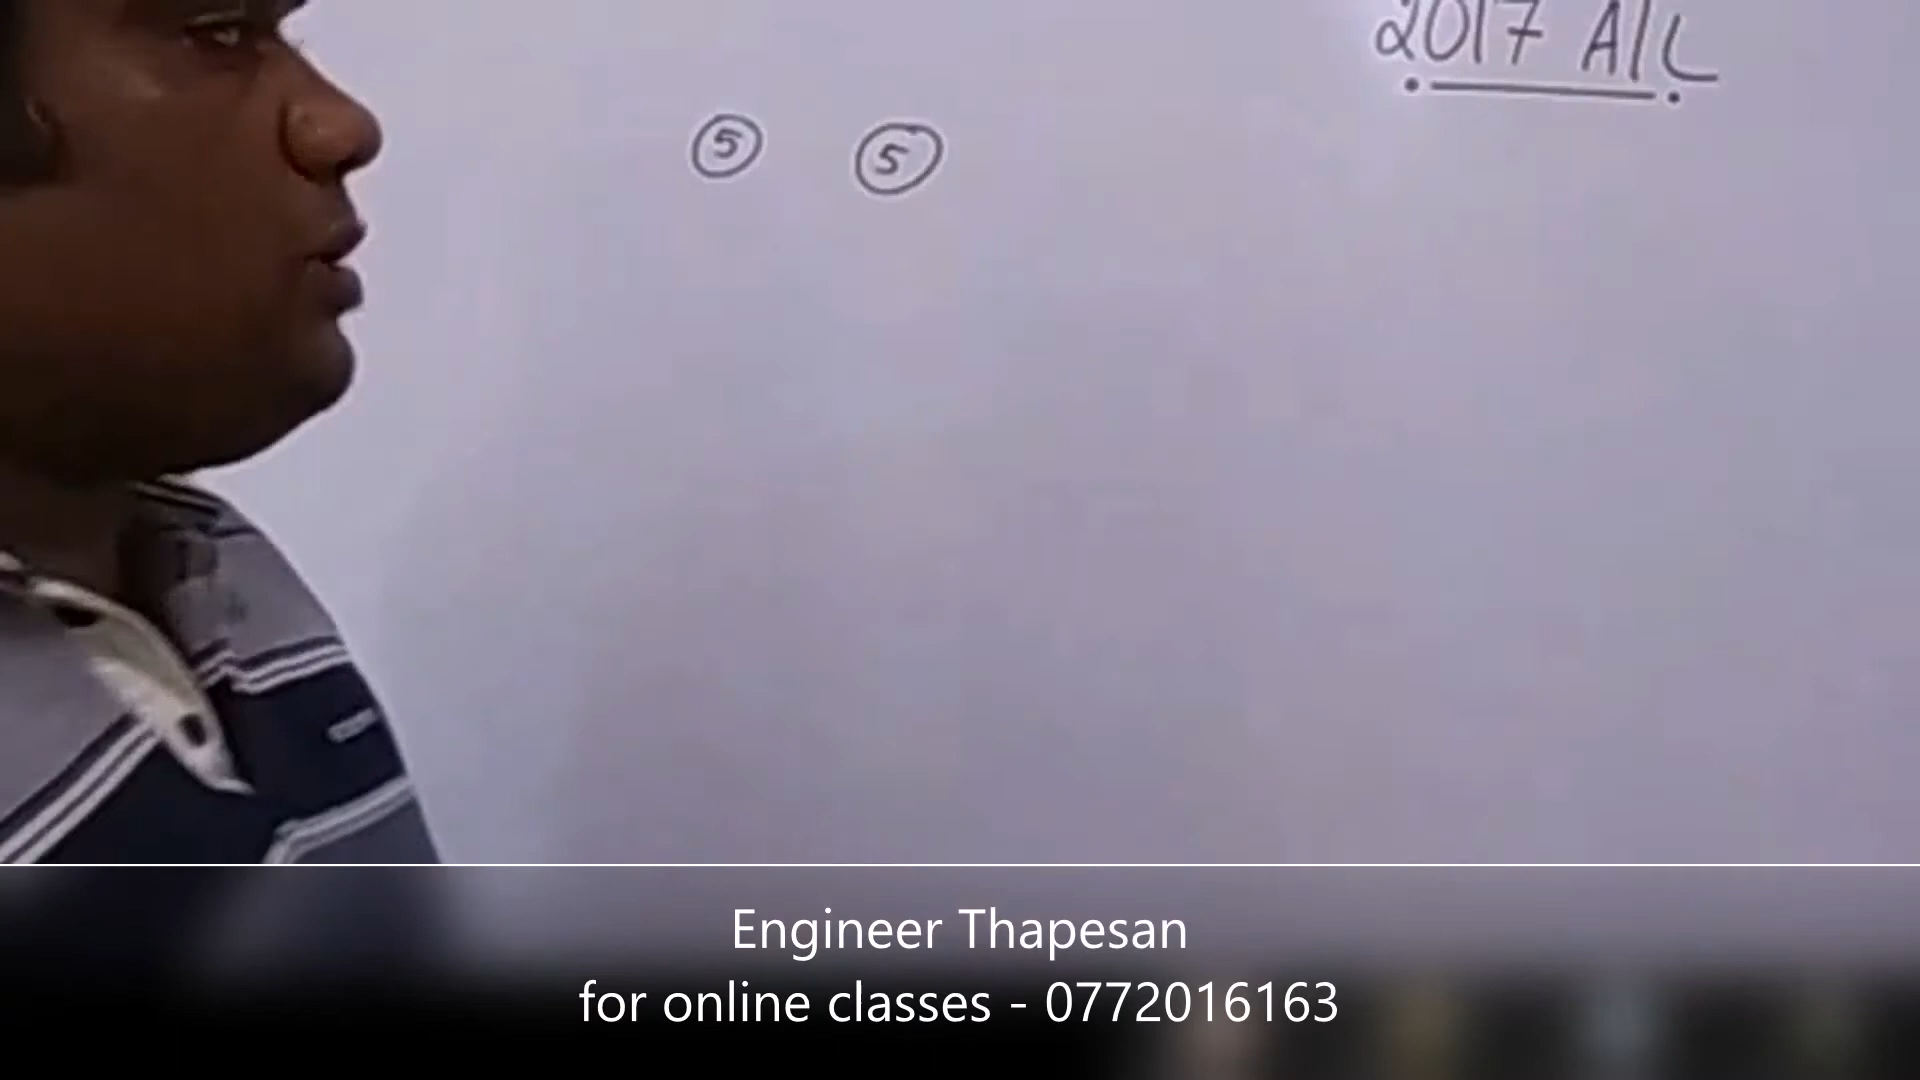 2017 A/L
5 5
Engineer Thapesan
for online classes - 0772016163